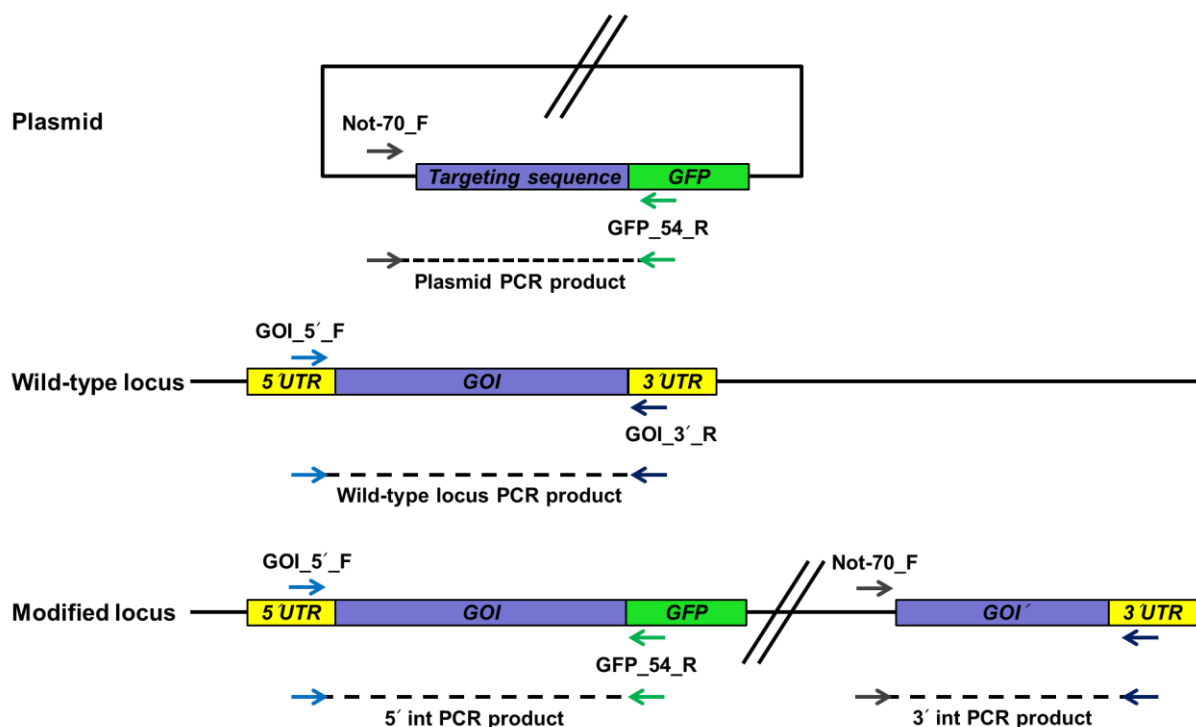 Plasmid
Not-70_F
Targeting sequence GFP
GFP_54_R
Plasmid PCR product
GOI_5´_F
Wild-type locus
5´UTR GOI 3´UTR
GOI_3´_R
Wild-type locus PCR product
GOI_5´_F Not-70_F
Modified locus
5´UTR GOI GFP GOI´ 3´UTR
GFP_54_R
5´ int PCR product 3´ int PCR product